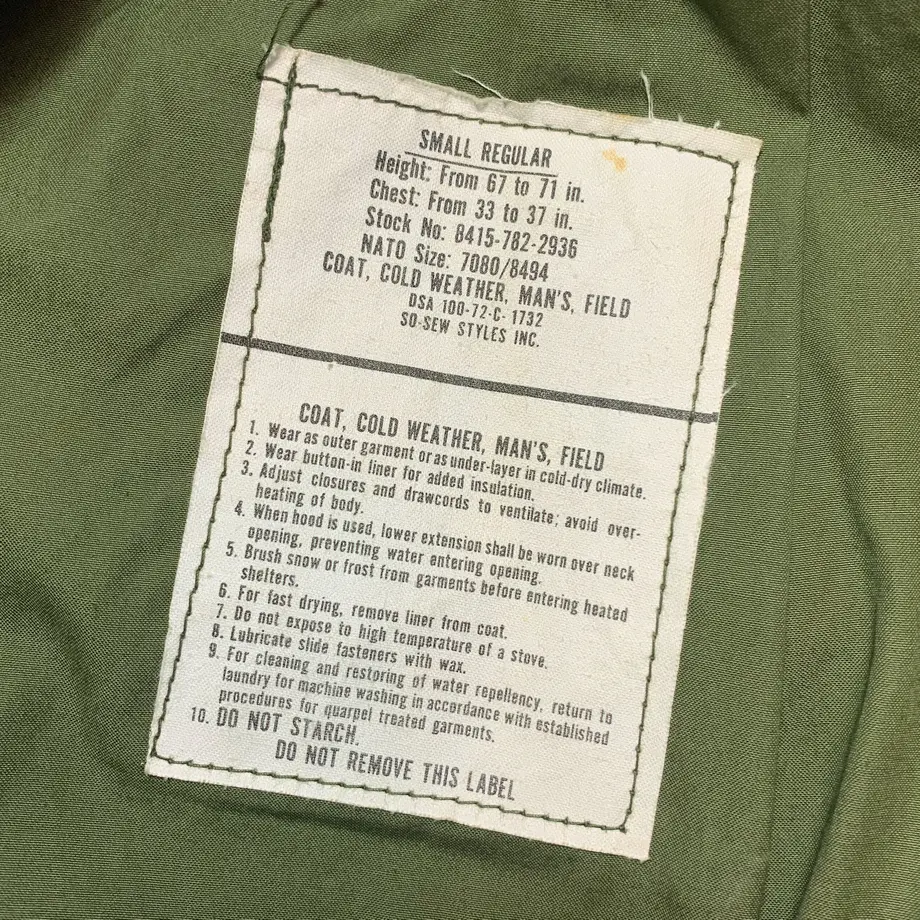 SMALL REGULAR
Height: From 67 to 71 in.
Chest: From 33 to 37 in.
Stock No: 8415-782-2936
NATO Size: 7080/8494
COAT, COLD WEATHER, MAN'S, FIELD
DSA 100-72-C- 1732
SO-SEW STYLES INC.
COAT, COLD WEATHER, MAN'S, FIELD
1. Wear as outer garment or as under-layer in cold-dry climate.
2. Wear button-in liner for added insulation.
3. Adjust closures and drawcords to ventilate; avoid over-
heating of body.
4. When hood is used, lower extension shall be worn over neck
opening, preventing water entering opening.
5. Brush snow or frost from garments before entering heated
shelters.
6. For fast drying, remove liner from coat.
7. Do not expose to high temperature of a stove.
8. Lubricate slide fasteners with wax.
9. For cleaning and restoring of water repellency, return to
laundry for machine washing in accordance with established
procedures for quarpel treated garments.
10. DO NOT STARCH.
DO NOT REMOVE THIS LABEL